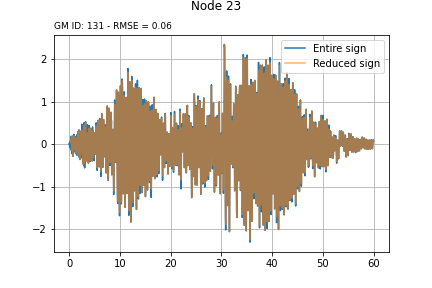 Node 23
GM ID: 131 - RMSE = 0.06
Entire sign
Reduced sign
2
1
0
−1
−2
0 10 20 30 40 50 60